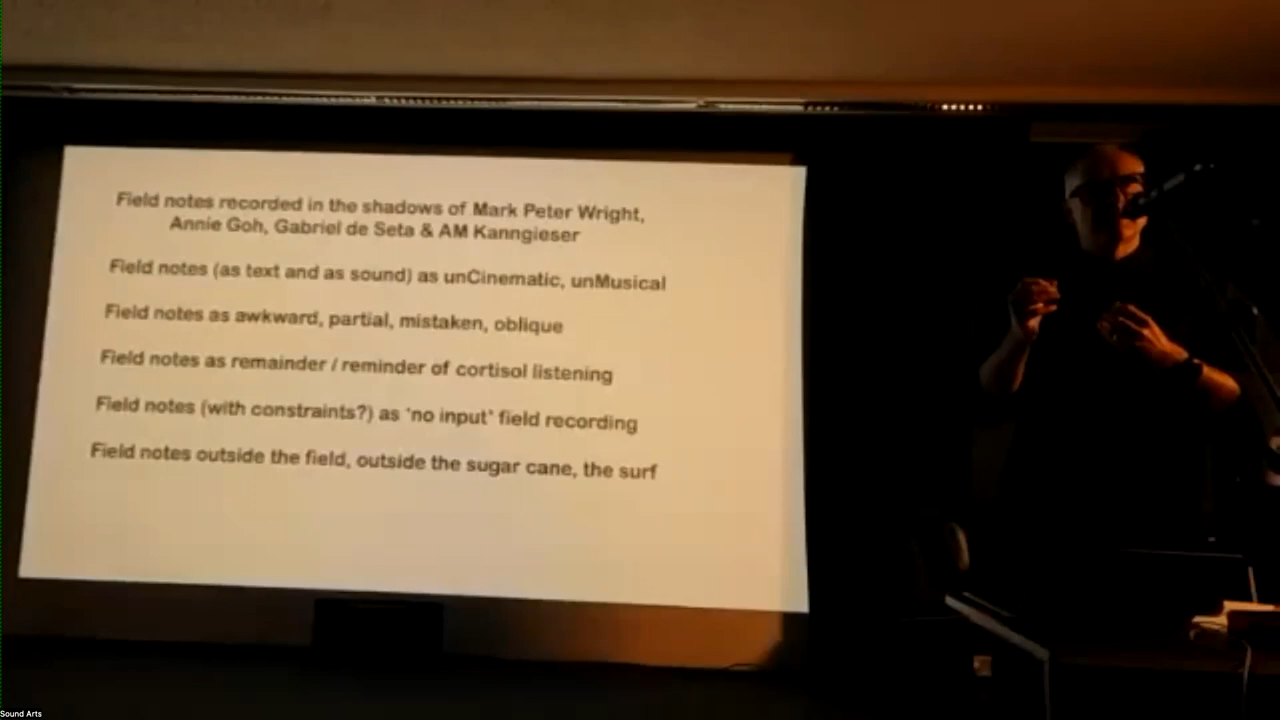 Field notes recorded in the shadows of Mark Peter Wright,
Annie Goh, Gabriel de Seta & AM Kanngieser
Field notes (as text and as sound) as unCinematic, unMusical
Field notes as awkward, partial, mistaken, oblique
Field notes as remainder / reminder of cortisol listening
Field notes (with constraints?) as 'no input' field recording
Field notes outside the field, outside the sugar cane, the surf
Sound Arts